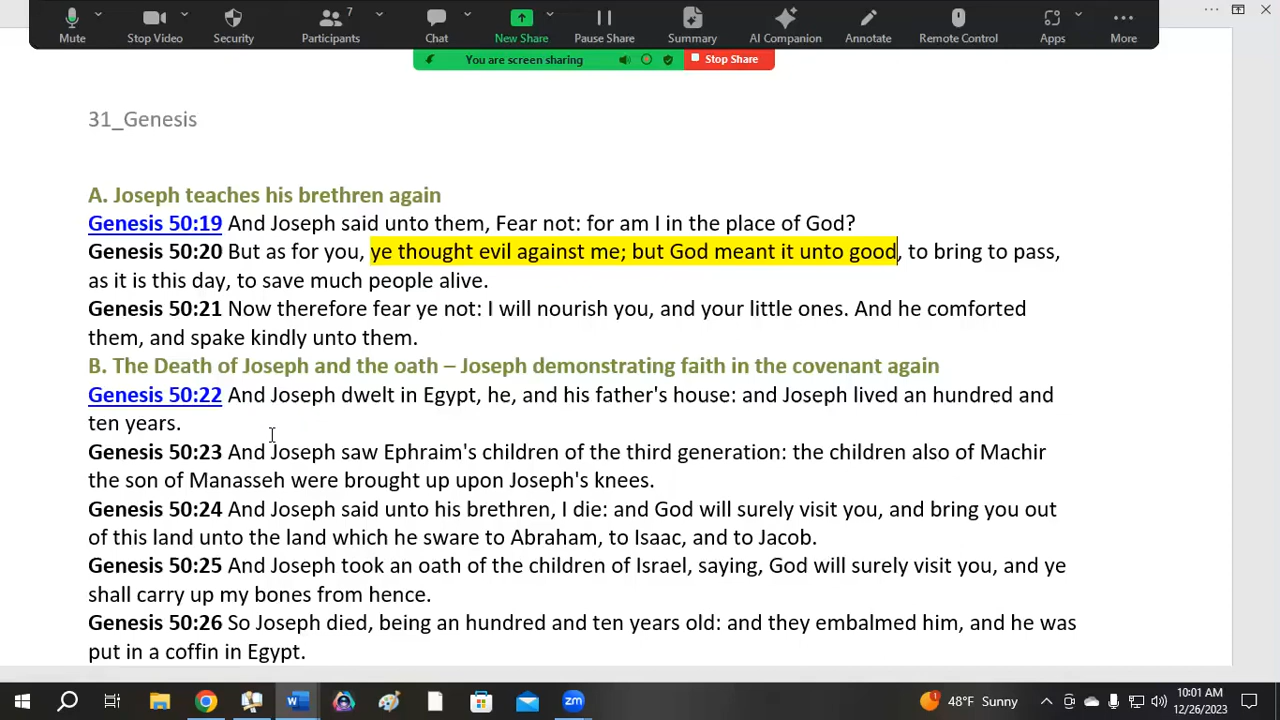 7
Mute
Stop Video
Security
Participants
Chat
New Share
Pause Share
Summary
AI Companion
Annotate
Remote Control
Apps
More
You are screen sharing
Stop Share
31_Genesis
A. Joseph teaches his brethren again
Genesis 50:19 And Joseph said unto them, Fear not: for am I in the place of God?
Genesis 50:20 But as for you, ye thought evil against me; but God meant it unto good, to bring to pass,
as it is this day, to save much people alive.
Genesis 50:21 Now therefore fear ye not: I will nourish you, and your little ones. And he comforted
them, and spake kindly unto them.
B. The Death of Joseph and the oath – Joseph demonstrating faith in the covenant again
Genesis 50:22 And Joseph dwelt in Egypt, he, and his father's house: and Joseph lived an hundred and
ten years.
Genesis 50:23 And Joseph saw Ephraim's children of the third generation: the children also of Machir
the son of Manasseh were brought up upon Joseph's knees.
Genesis 50:24 And Joseph said unto his brethren, I die: and God will surely visit you, and bring you out
of this land unto the land which he sware to Abraham, to Isaac, and to Jacob.
Genesis 50:25 And Joseph took an oath of the children of Israel, saying, God will surely visit you, and ye
shall carry up my bones from hence.
Genesis 50:26 So Joseph died, being an hundred and ten years old: and they embalmed him, and he was
put in a coffin in Egypt.
W
zm
1
48°F Sunny
10:01 AM
12/26/2023